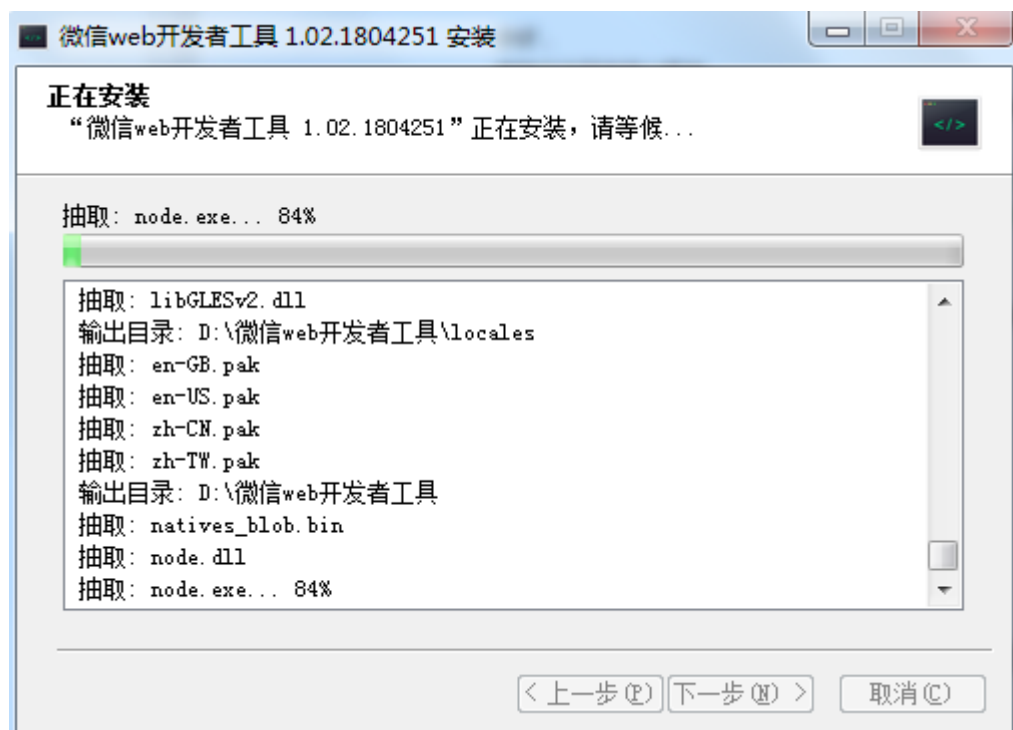 微信web开发者工具 1.02.1804251 安装
正在安装
“微信web开发者工具 1.02.1804251”正在安装，请等候...
</>
抽取: node.exe... 84%
抽取: libGLESv2.dll
输出目录: D:\微信web开发者工具\locales
抽取: en-GB.pak
抽取: en-US.pak
抽取: zh-CN.pak
抽取: zh-TW.pak
输出目录: D:\微信web开发者工具
抽取: natives_blob.bin
抽取: node.dll
抽取: node.exe... 84%
< 上一步(P) 下一步(N) > 取消(C)